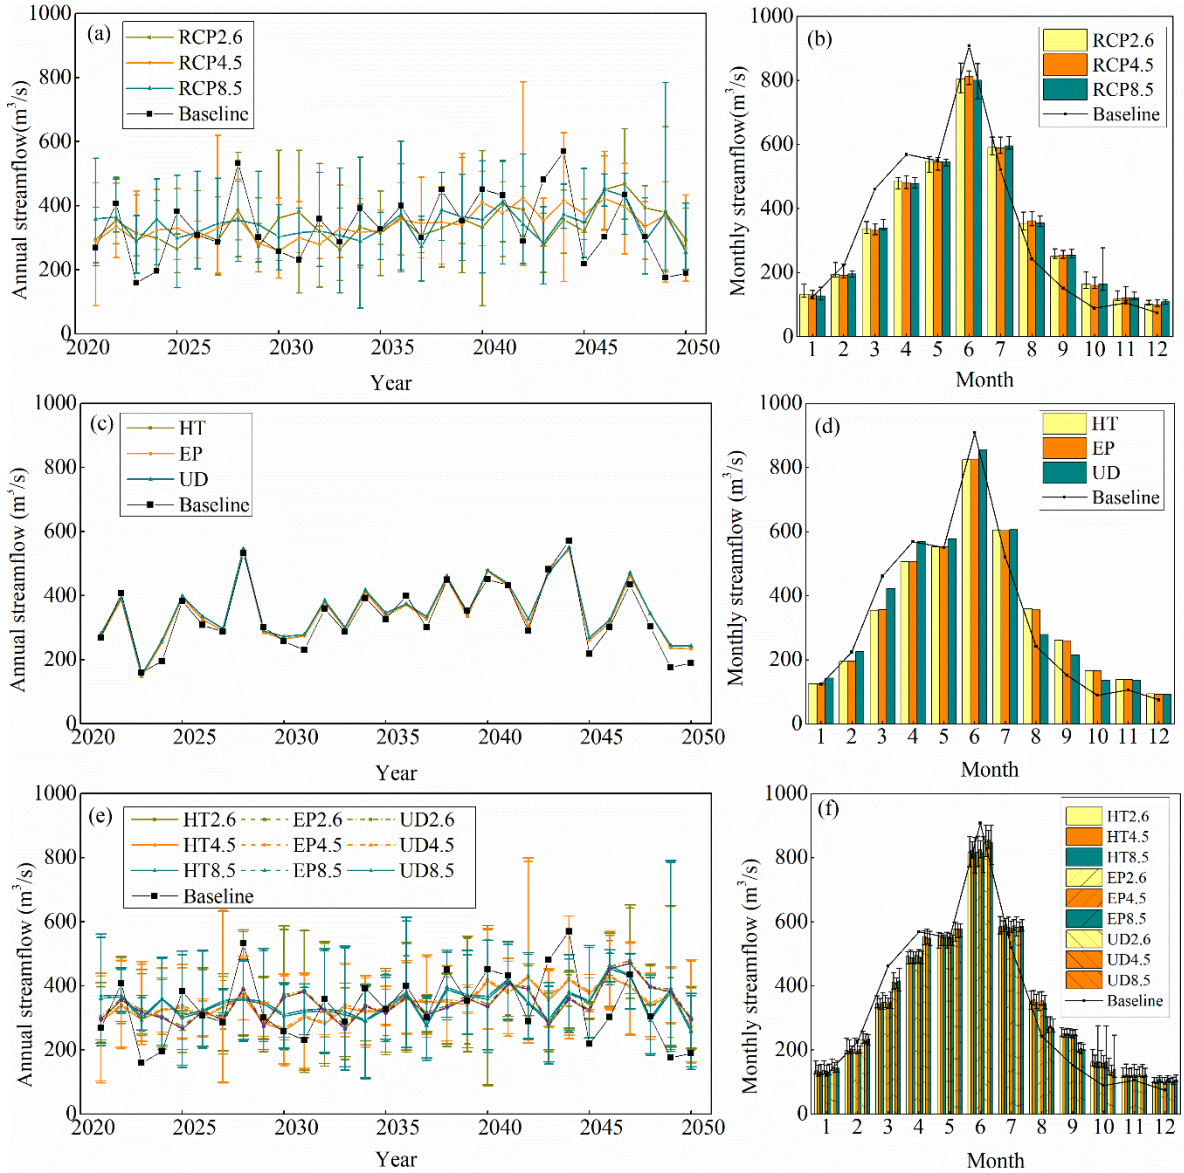 (a)
RCP2.6
RCP4.5
RCP8.5
Baseline
Annual streamflow(m³/s)
1000
800
600
400
200
0
2020 2025 2030 2035 2040 2045 2050
Year
(b)
RCP2.6
RCP4.5
RCP8.5
Baseline
Monthly streamflow(m³/s)
1000
800
600
400
200
0
1 2 3 4 5 6 7 8 9 10 11 12
Month
(c)
HT
EP
UD
Baseline
Annual streamflow (m³/s)
1000
800
600
400
200
0
2020 2025 2030 2035 2040 2045 2050
Year
(d)
HT
EP
UD
Baseline
Monthly streamflow (m³/s)
1000
800
600
400
200
0
1 2 3 4 5 6 7 8 9 10 11 12
Month
(e)
HT2.6 EP2.6 UD2.6
HT4.5 EP4.5 UD4.5
HT8.5 EP8.5 UD8.5
Baseline
Annual streamflow (m³/s)
1000
800
600
400
200
0
2020 2025 2030 2035 2040 2045 2050
Year
(f)
HT2.6
HT4.5
HT8.5
EP2.6
EP4.5
EP8.5
UD2.6
UD4.5
UD8.5
Baseline
Monthly streamflow (m³/s)
1000
800
600
400
200
0
1 2 3 4 5 6 7 8 9 10 11 12
Month